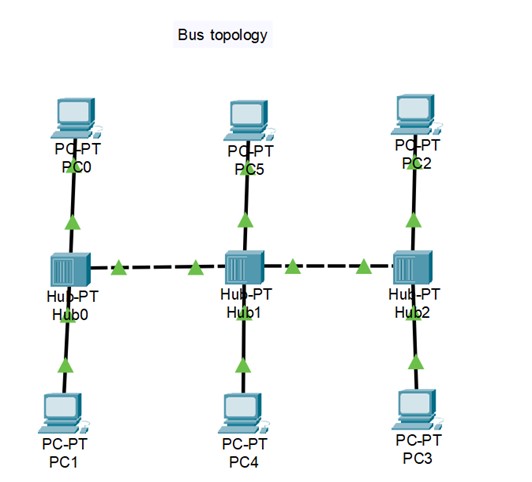 Bus topology
PC-PT
PC0
PC-PT
PC5
PC-PT
PC2
Hub-PT
Hub0
Hub-PT
Hub1
Hub-PT
Hub2
PC-PT
PC1
PC-PT
PC4
PC-PT
PC3